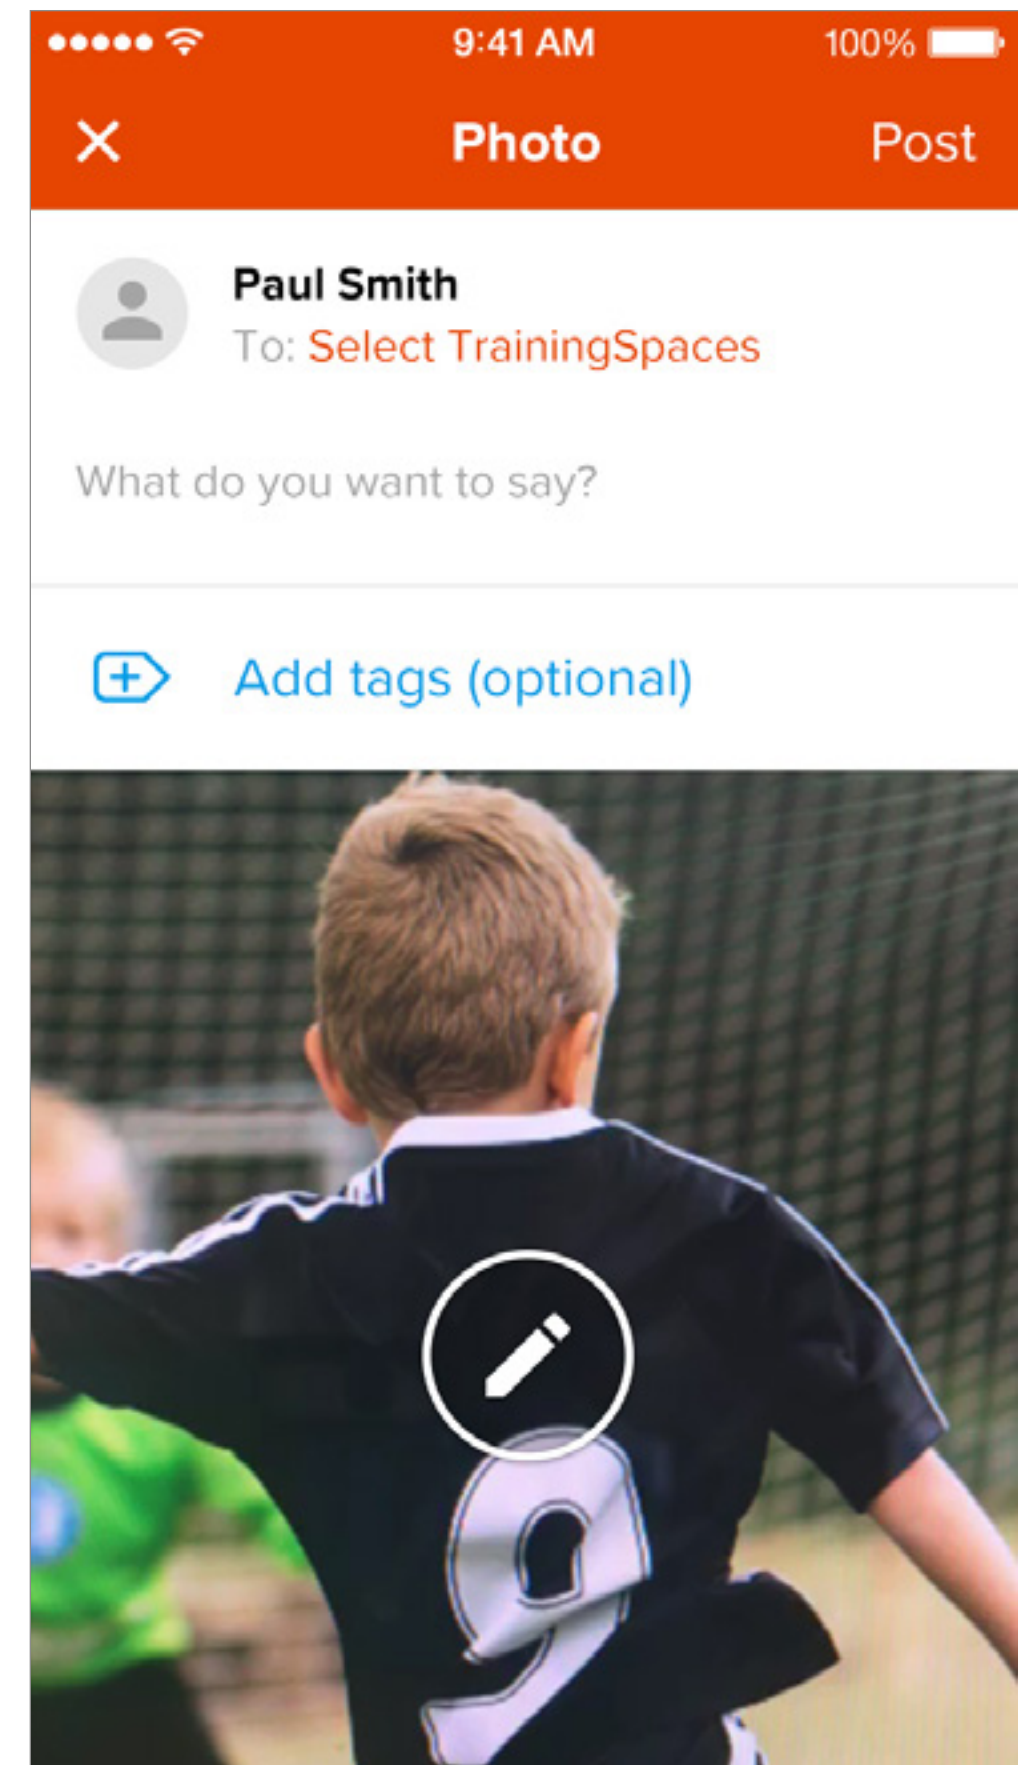 9:41 AM 100%
Photo Post
Paul Smith
To: Select TrainingSpaces
What do you want to say?
Add tags (optional)
9